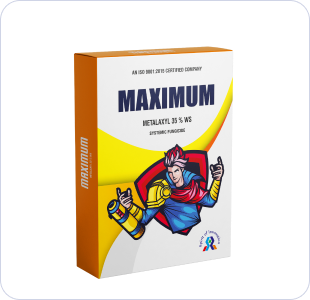 AN ISO 9001:2015 CERTIFIED COMPANY
MAXIMUM
METALAXYL 35 % WS
SYSTEMIC FUNGICIDE
MAXIMUM